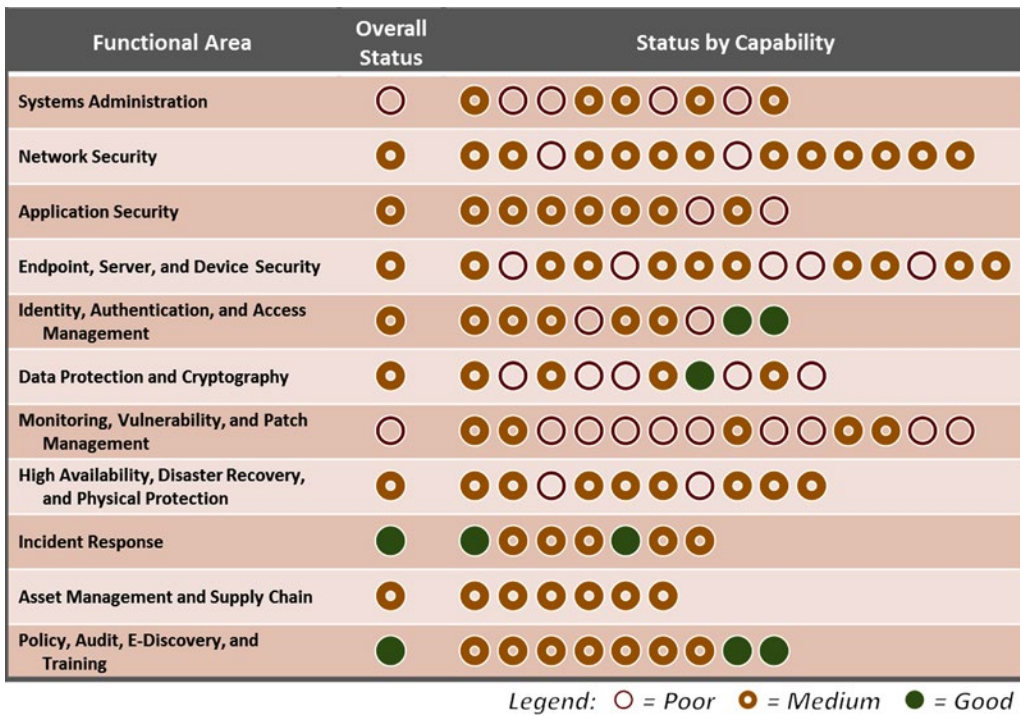 Functional Area
Overall
Status
Status by Capability
Systems Administration
Network Security
Application Security
Endpoint, Server, and Device Security
Identity, Authentication, and Access
Management
Data Protection and Cryptography
Monitoring, Vulnerability, and Patch
Management
High Availability, Disaster Recovery,
and Physical Protection
Incident Response
Asset Management and Supply Chain
Policy, Audit, E-Discovery, and
Training
Legend: = Poor = Medium = Good